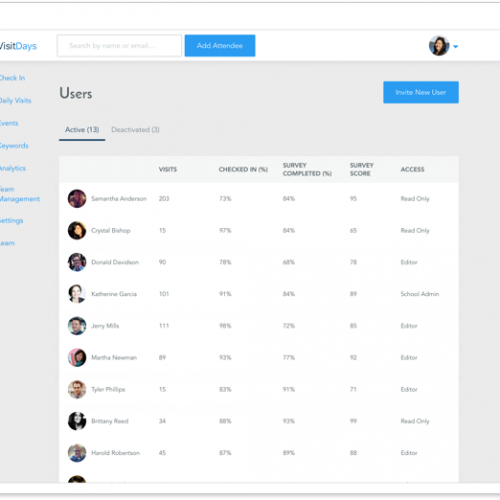 VisitDays
Search by name or email...
Add Attendee
Check In
Daily Visits
Events
Keywords
Analytics
Team
Management
Settings
Learn
Users
Invite New User
Active (13)
Deactivated (3)
VISITS CHECKED IN (%) SURVEY COMPLETED (%) SURVEY SCORE ACCESS
Samantha Anderson 203 73% 84% 95 Read Only
Crystal Bishop 15 97% 84% 65 Read Only
Donald Davidson 90 78% 68% 78 Editor
Katherine Garcia 101 91% 84% 89 School Admin
Jerry Mills 111 98% 72% 85 Editor
Martha Newman 89 93% 77% 92 Editor
Tyler Phillips 15 83% 91% 71 Editor
Brittany Reed 34 88% 93% 99 Read Only
Harold Robertson 45 87% 89% 88 Editor